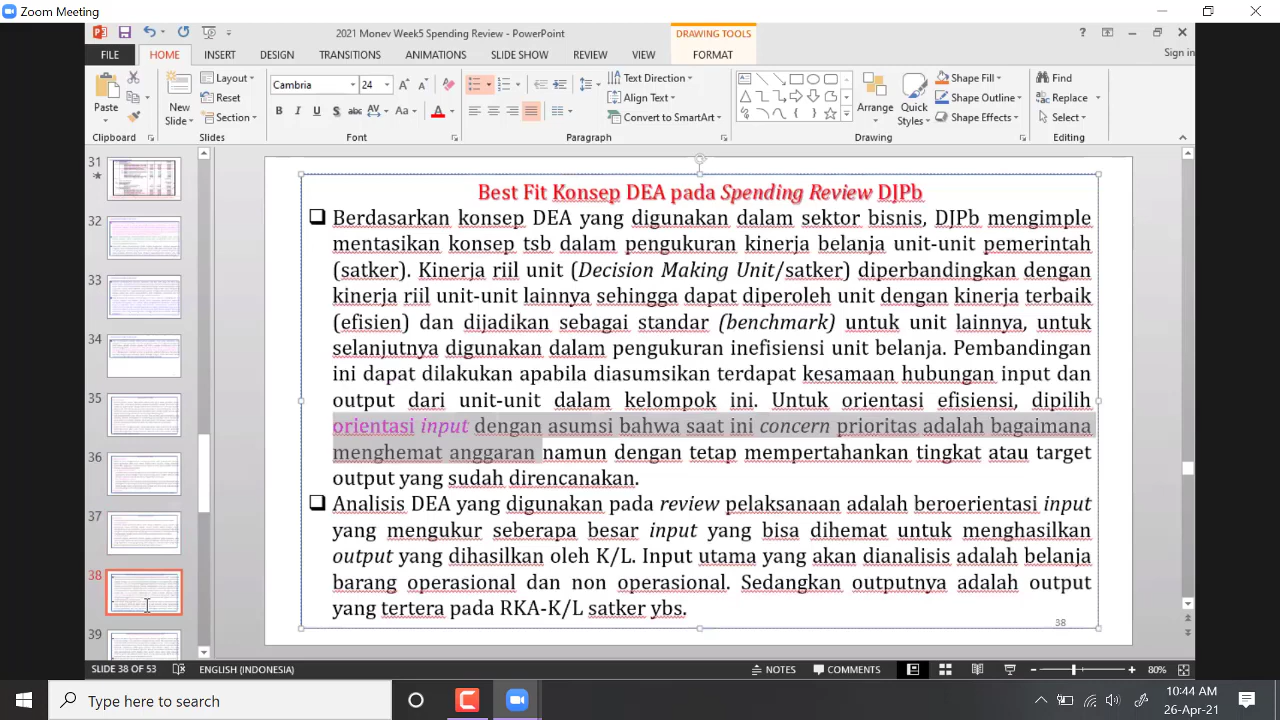 Zoom Meeting
2021 Monev Week5 Spending Review - PowerPoint
DRAWING TOOLS
FILE HOME INSERT DESIGN TRANSITIONS ANIMATIONS SLIDE SHOW REVIEW VIEW FORMAT Sign in
Paste
New Slide
Layout
Reset
Section
Cambria 24
Text Direction
Align Text
Convert to SmartArt
Arrange
Quick Styles
Shape Fill
Shape Outline
Shape Effects
Find
Replace
Select
Clipboard Slides Font Paragraph Drawing Editing
31
32
33
34
35
36
37
38
39
Best Fit Konsep DEA pada Spending Review DJPb
Berdasarkan konsep DEA yang digunakan dalam sektor bisnis, DJPb mengimple
mentasikan konsep tsb dalam pengukuran kinerja belanja unit-unit pemerintah
(satker). Kinerja riil unit (Decision Making Unit/satker) diperbandingkan dengan
kinerja riil unit-unit lainnya sehingga dapat diperoleh unit dengan kinerja terbaik
(efisien) dan dijadikan sebagai standar (benchmark) untuk unit lainnya, untuk
selanjutnya digunakan dalam pengukuran inefisiensi unit belanja. Pembandingan
ini dapat dilakukan apabila diasumsikan terdapat kesamaan hubungan input dan
output dari unit-unit dalam kelompok ini. Untuk orientasi efisiensi, dipilih
orientasi input dengan asumsi bahwa saat ini concern prioritas adalah bagaimana
menghemat anggaran namun dengan tetap mempertahankan tingkat atau target
output yang sudah direncanakan.
Analisis DEA yang digunakan pada review pelaksanaan adalah beroerientasi input
yang mengukur seberapa besar input yang bisa dihemat untuk menghasilkan
output yang dihasilkan oleh K/L. Input utama yang akan dianalisis adalah belanja
barang operasional dan non operasional. Sedangkan outputnya adalah output
yang tertera pada RKA-K/L satker ybs.
38
SLIDE 38 OF 53 ENGLISH (INDONESIA) NOTES COMMENTS 80%
Type here to search
10:44 AM
26-Apr-21